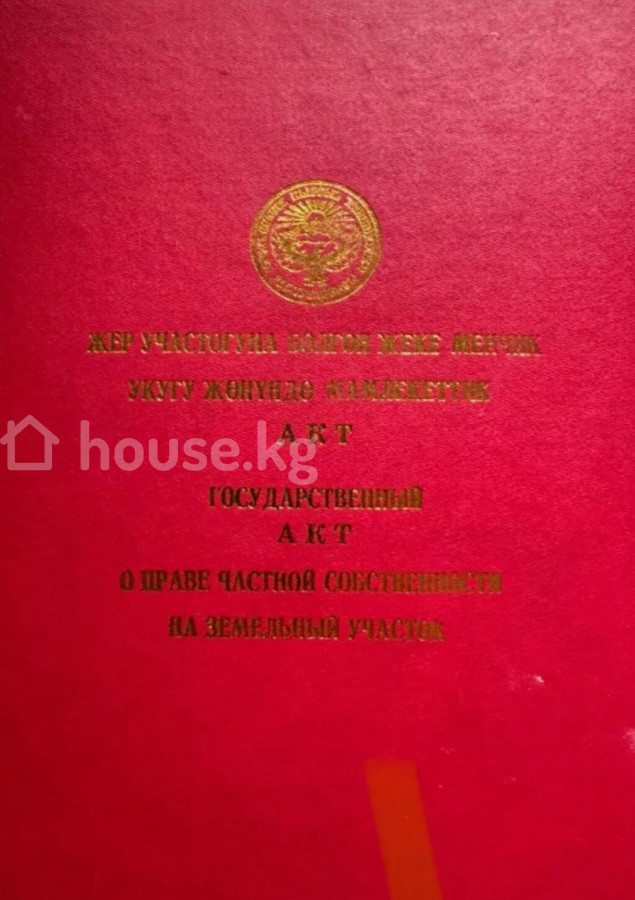 ЖЕР УЧАСТОГУНА БОЛГОН ЖЕКЕ МЕНЧИК
УКУГУ ЖӨНҮНДӨ МАМЛЕКЕТТИК
АКТ
house.kg
ГОСУДАРСТВЕННЫЙ
АКТ
О ПРАВЕ ЧАСТНОЙ СОБСТВЕННОСТИ
НА ЗЕМЕЛЬНЫЙ УЧАСТОК